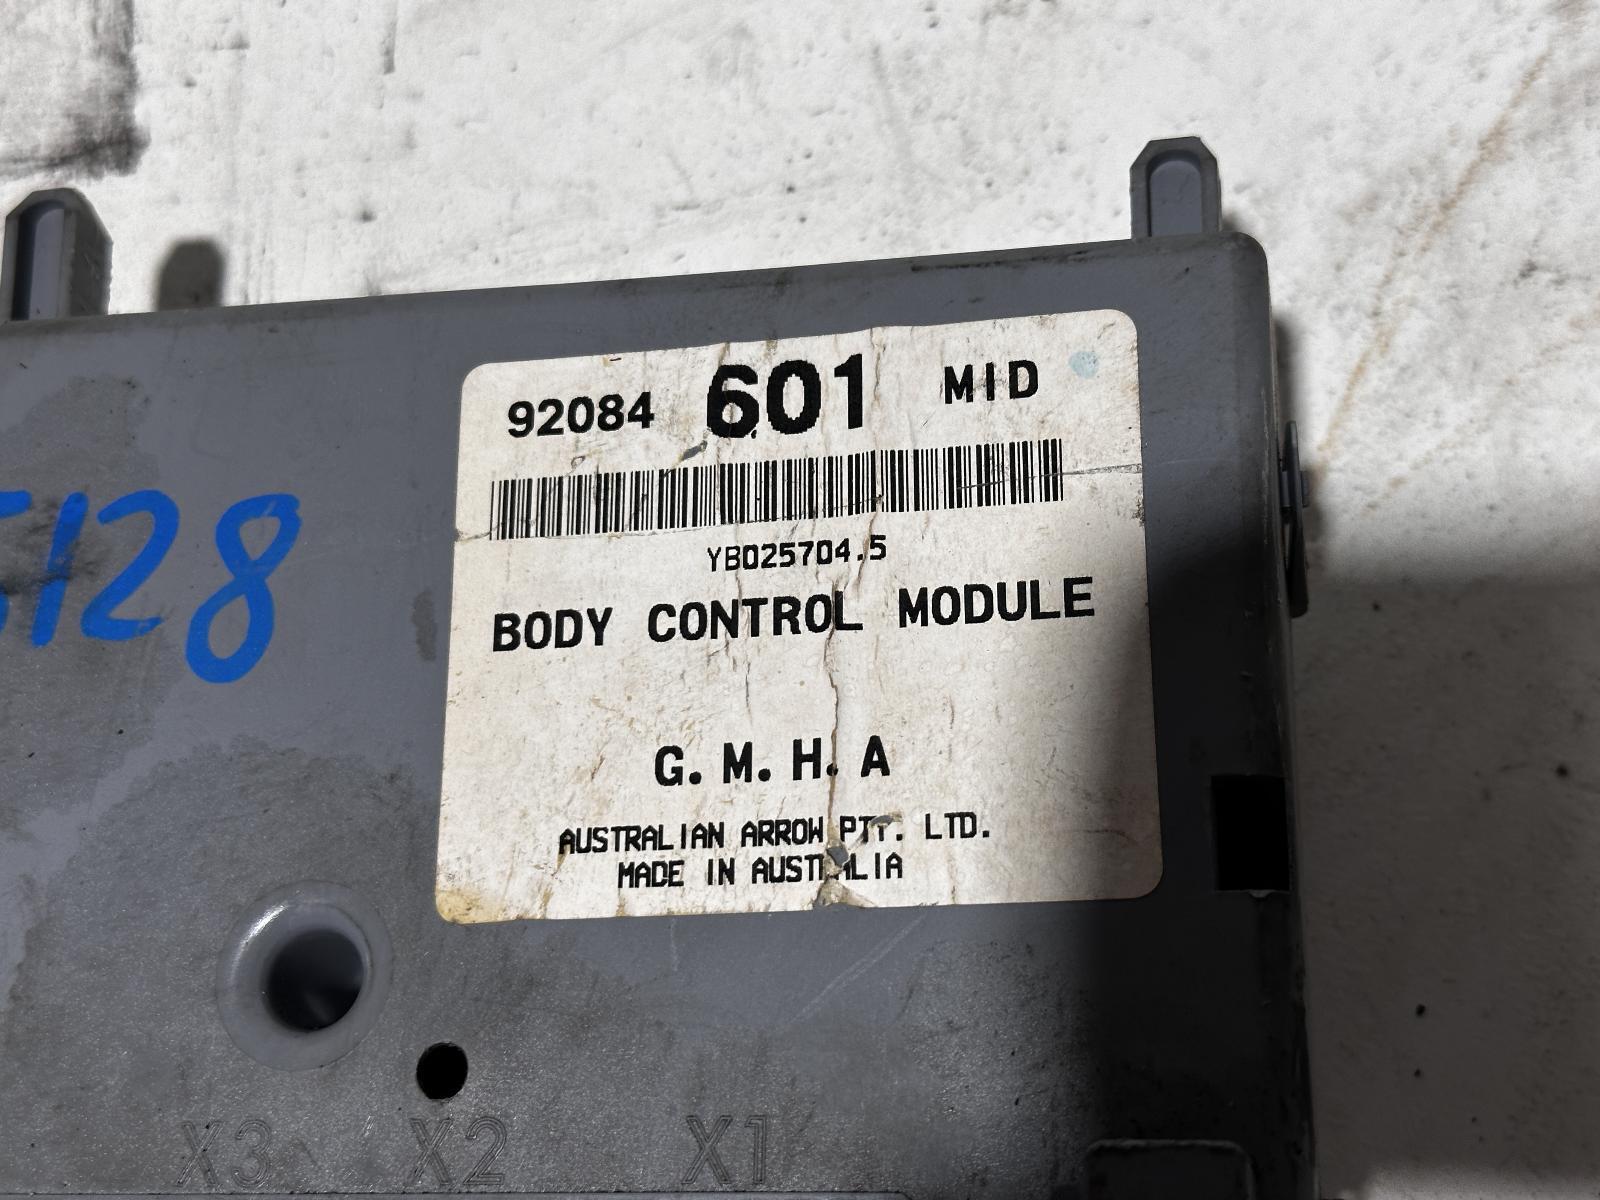 92084 601 MID
YB025704.5
BODY CONTROL MODULE
G. M. H. A
AUSTRALIAN ARROW PTY. LTD.
MADE IN AUSTRALIA
5128
X3 X2 X1